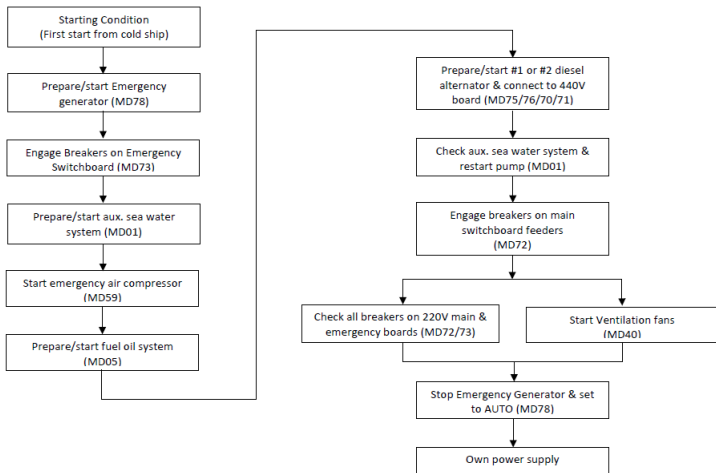 Starting Condition
(First start from cold ship)
Prepare/start Emergency
generator (MD78)
Engage Breakers on Emergency
Switchboard (MD73)
Prepare/start aux. sea water
system (MD01)
Start emergency air compressor
(MD59)
Prepare/start fuel oil system
(MD05)
Prepare/start #1 or #2 diesel
alternator & connect to 440V
board (MD75/76/70/71)
Check aux. sea water system &
restart pump (MD01)
Engage breakers on main
switchboard feeders
(MD72)
Check all breakers on 220V main &
emergency boards (MD72/73)
Start Ventilation fans
(MD40)
Stop Emergency Generator & set
to AUTO (MD78)
Own power supply